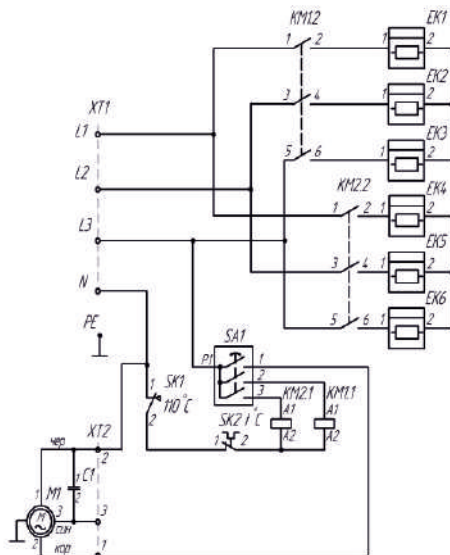 KM1.2
EK1
1 2
1 2
EK2
3 4
1 2
XT1
EK3
L1
5 6
1 2
KM2.2
EK4
L2
1 2
1 2
EK5
L3
3 4
1 2
EK6
N
5 6
1 2
PE
SA1
P1
1
2
3
SK1
110°C
1
2
KM2.1
KM1.1
SK2 t°C
1 2
A1
A2
A1
A2
XT2
чер
2
C1
1
2
M1
1
M
3
син
3
2
кор
1